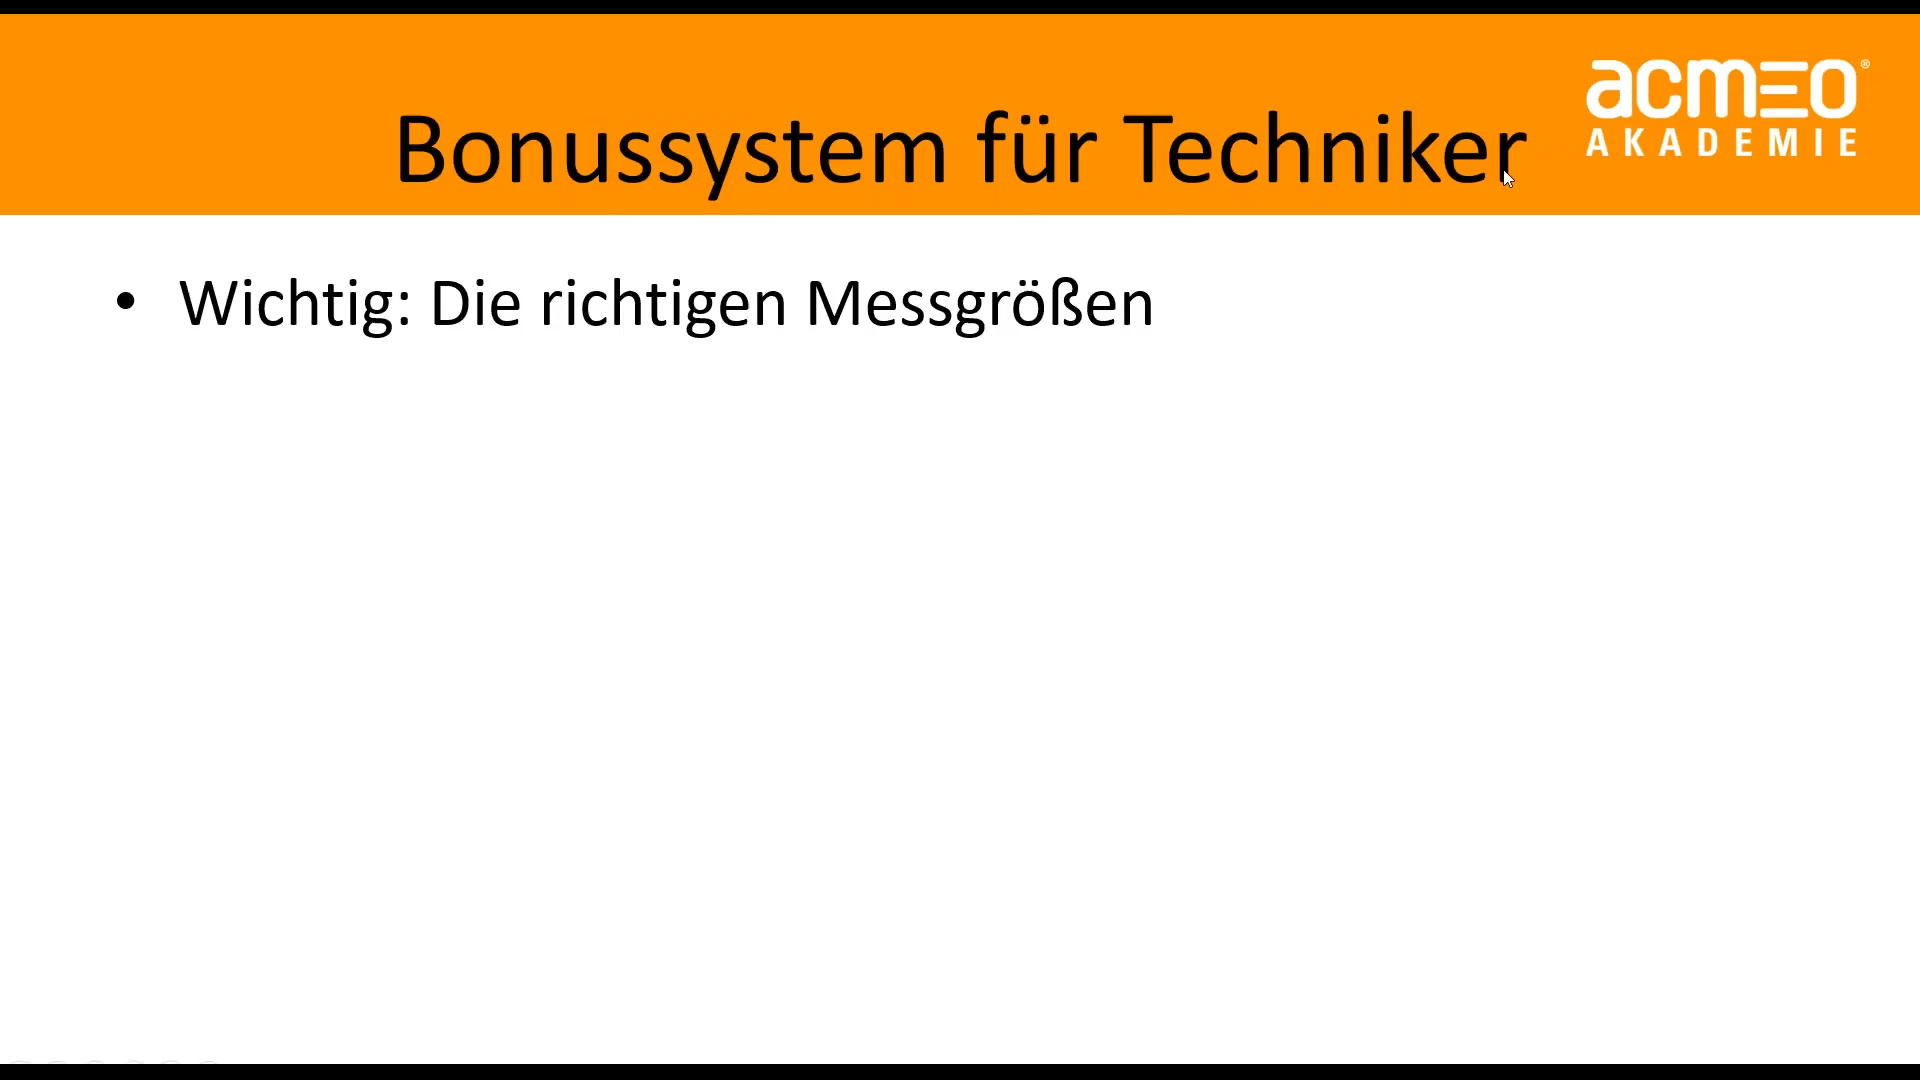 Bonussystem für Techniker
acmeo®
AKADEMIE
• Wichtig: Die richtigen Messgrößen